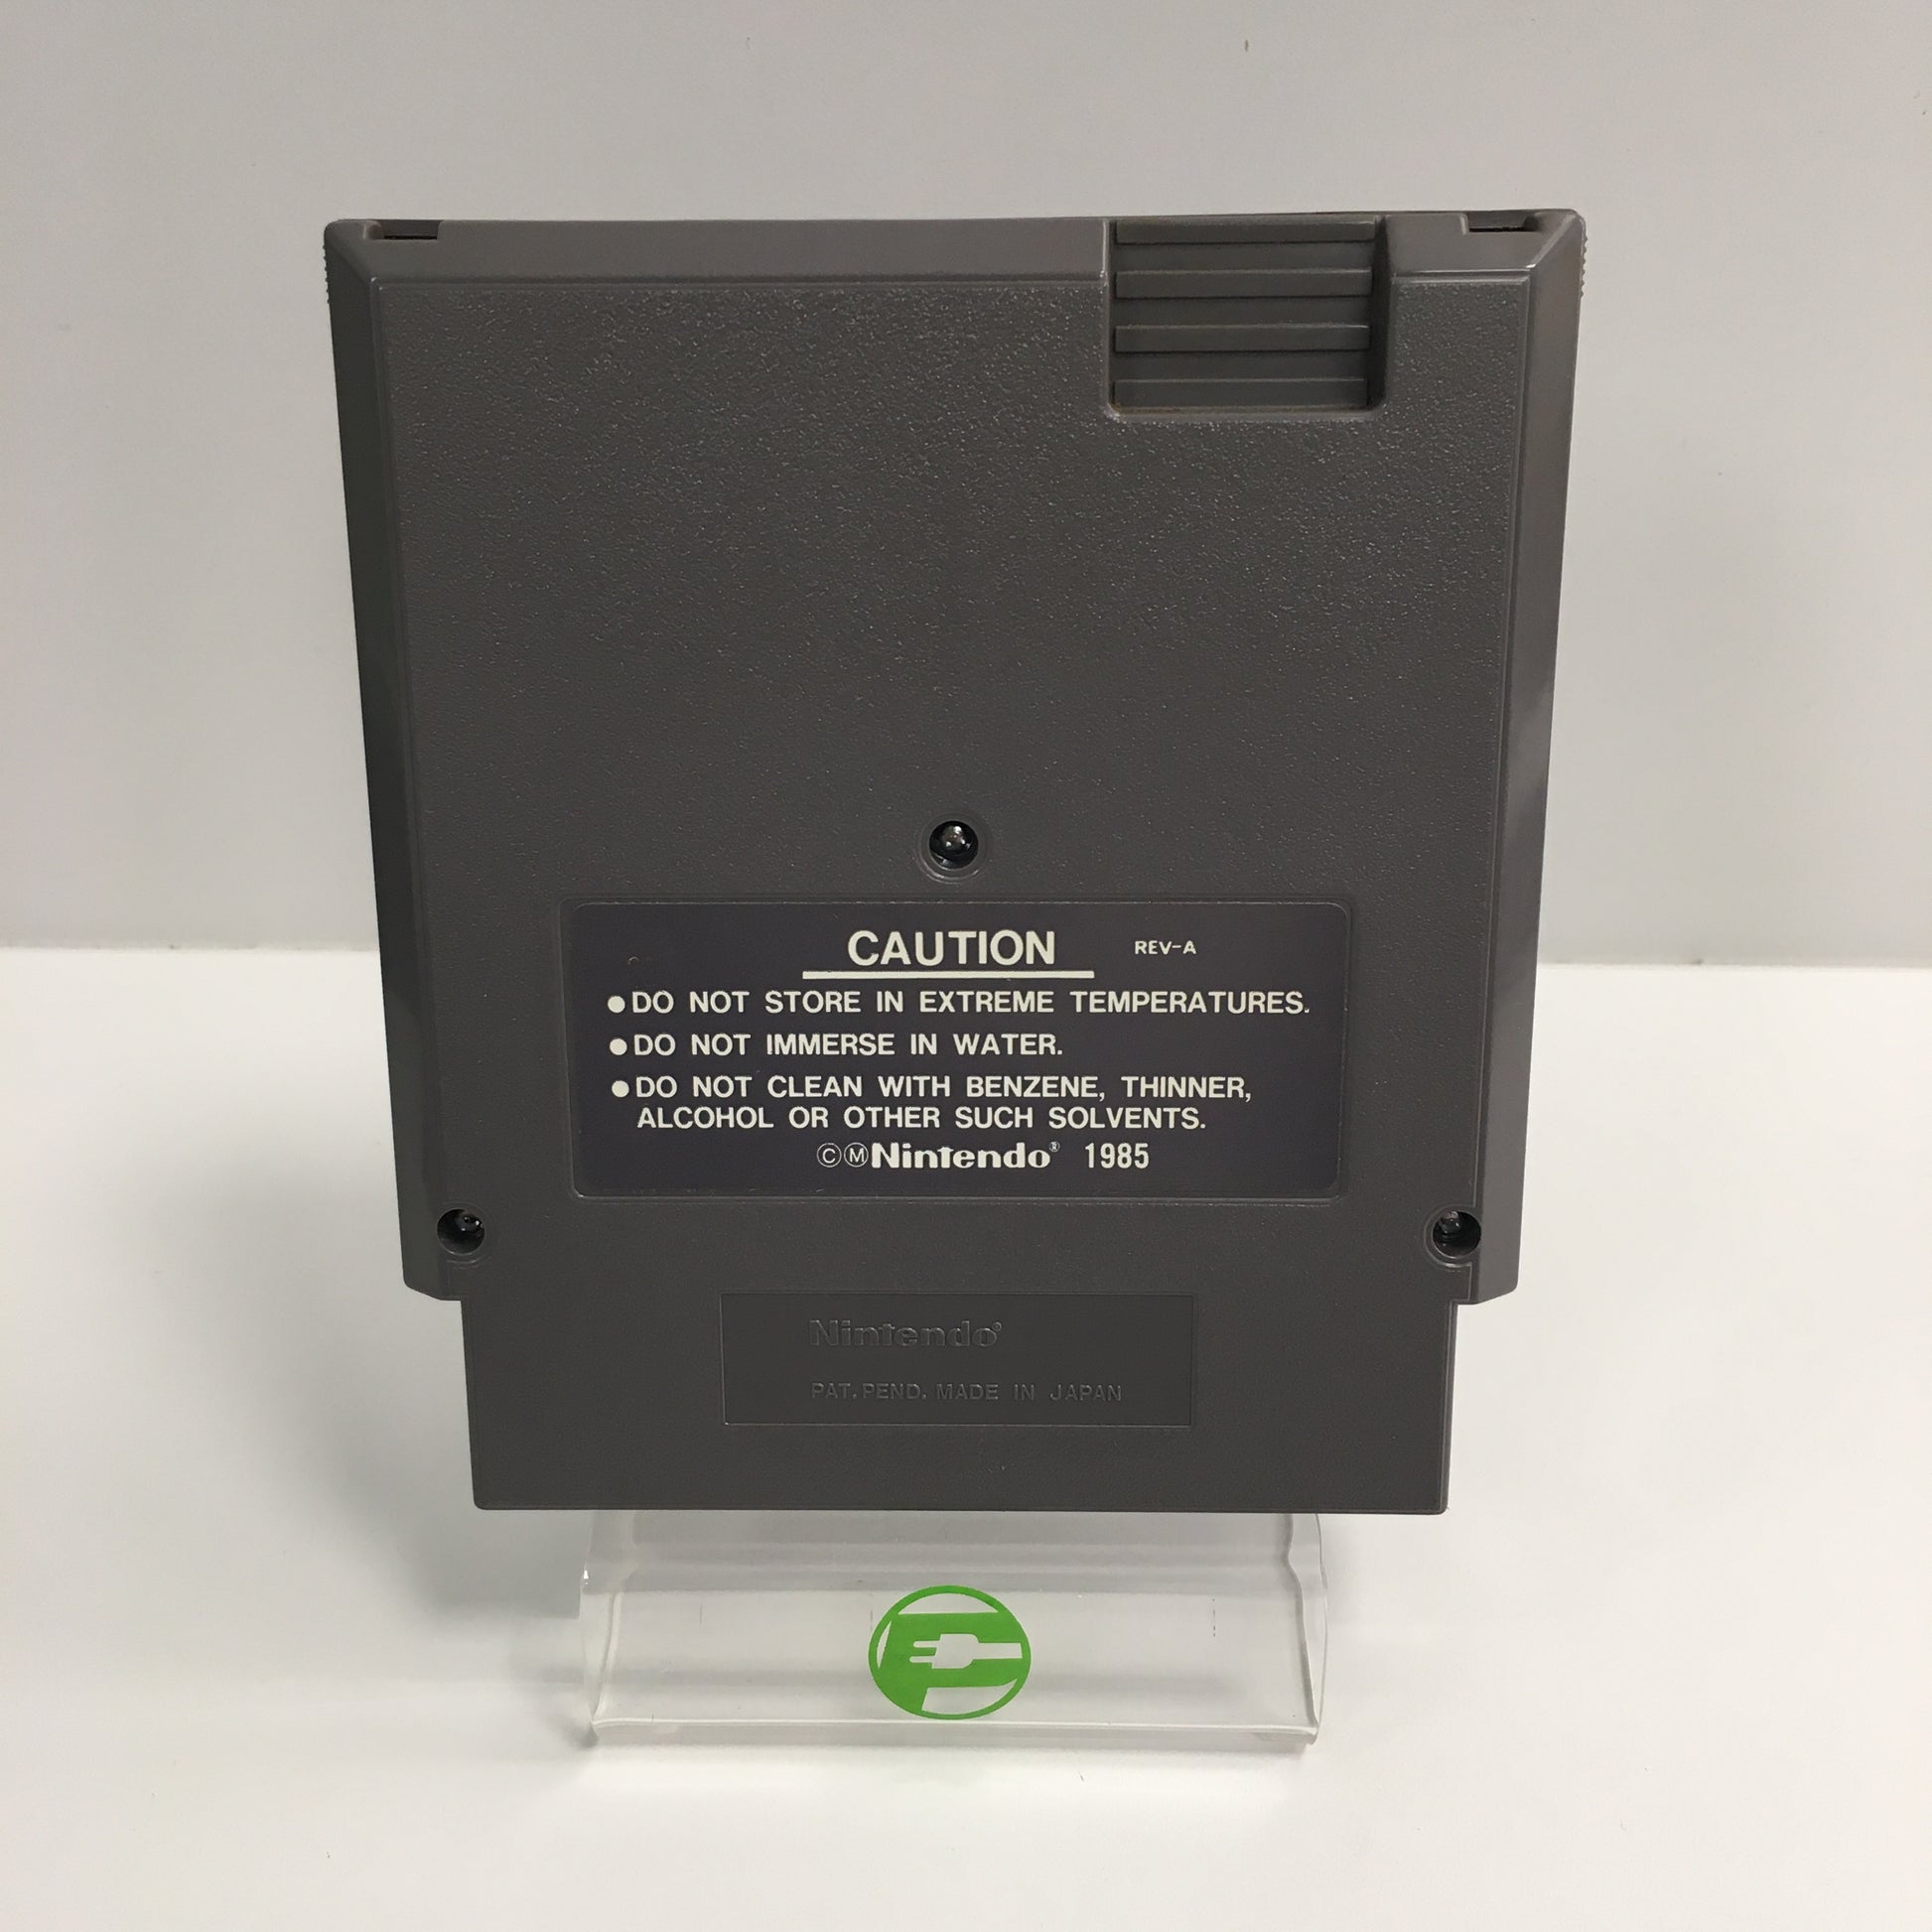 CAUTION REV-A
●DO NOT STORE IN EXTREME TEMPERATURES.
●DO NOT IMMERSE IN WATER.
●DO NOT CLEAN WITH BENZENE, THINNER,
ALCOHOL OR OTHER SUCH SOLVENTS.
©ⓂNintendo® 1985
Nintendo®
PAT. PEND. MADE IN JAPAN